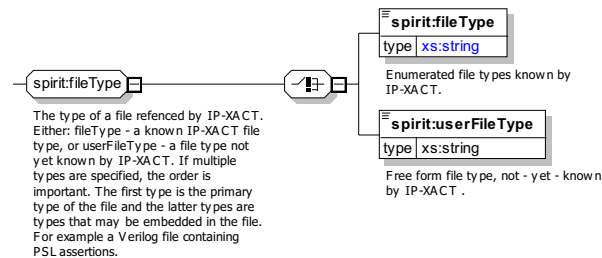 spirit:fileType
type xs:string
Enumerated file types known by
IP-XACT.
spirit:fileType
The type of a file refenced by IP-XACT.
Either: fileType - a known IP-XACT file
type, or userFileType - a file type not
yet known by IP-XACT. If multiple
types are specified, the order is
important. The first type is the primary
type of the file and the latter types are
types that may be embedded in the file.
For example a Verilog file containing
PSL assertions.
spirit:userFileType
type xs:string
Free form file type, not - yet - known
by IP-XACT .